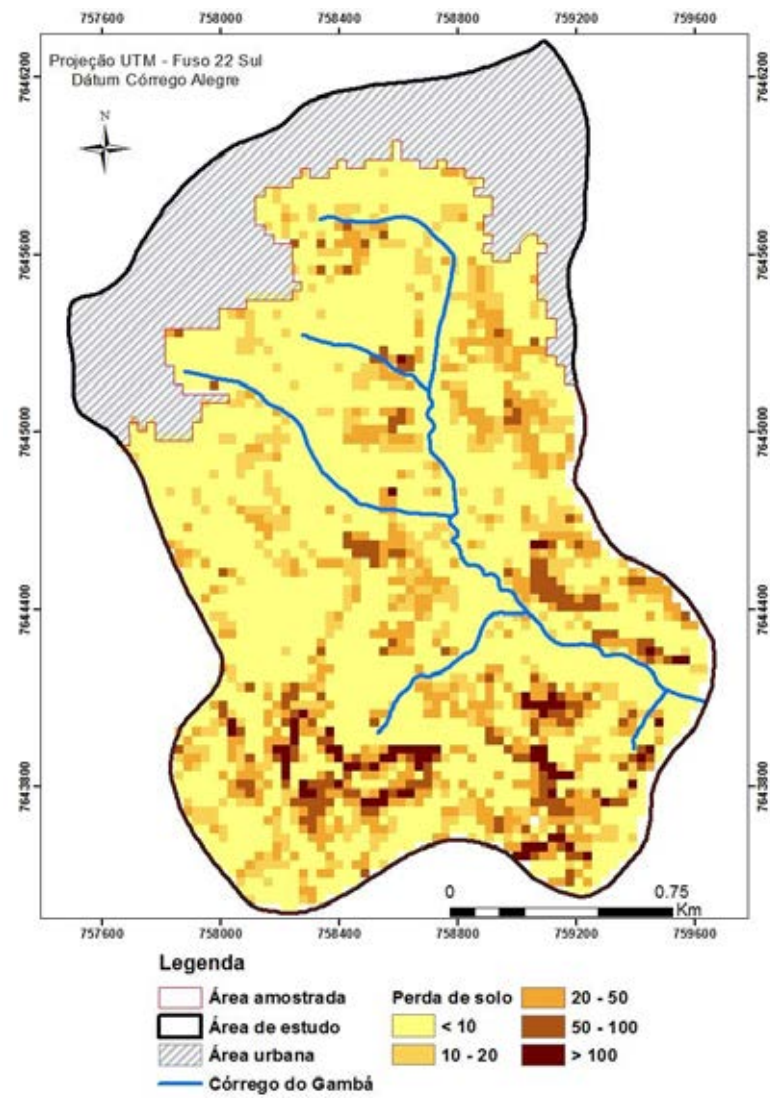 757600 758000 758400 758800 759200 759600
Projeção UTM - Fuso 22 Sul
Dátum Córrego Alegre
N
7646200 7646200
7645600 7645600
7645000 7645000
7644400 7644400
7643800 7643800
0 0.75
Km
757600 758000 758400 758800 759200 759600
Legenda
Área amostrada
Área de estudo
Área urbana
Córrego do Gambá
Perda de solo
< 10
10 - 20
20 - 50
50 - 100
> 100